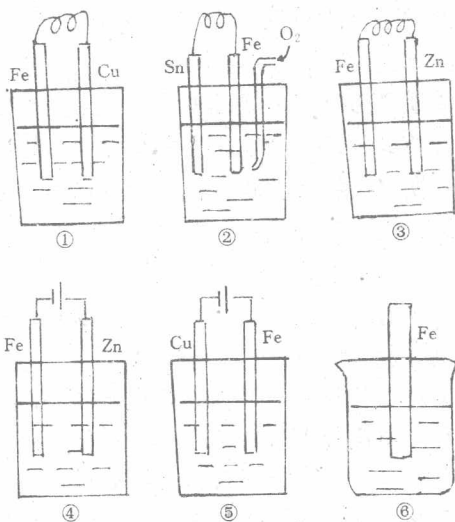 Fe Cu
①
Sn Fe O₂
②
Fe Zn
③
Fe Zn
④
Cu Fe
⑤
Fe
⑥